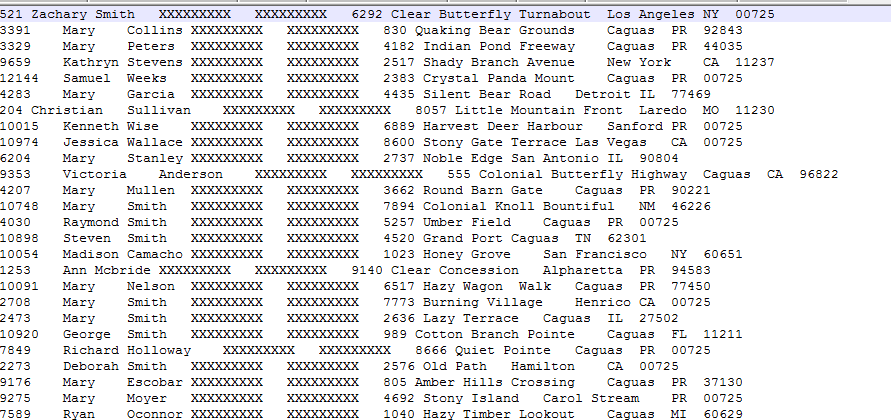 521 Zachary Smith XXXXXXXXX XXXXXXXXX 6292 Clear Butterfly Turnabout Los Angeles NY 00725
3391 Mary Collins XXXXXXXXX XXXXXXXXX 830 Quaking Bear Grounds Caguas PR 92843
3329 Mary Peters XXXXXXXXX XXXXXXXXX 4182 Indian Pond Freeway Caguas PR 44035
9659 Kathryn Stevens XXXXXXXXX XXXXXXXXX 2517 Shady Branch Avenue New York CA 11237
12144 Samuel Weeks XXXXXXXXX XXXXXXXXX 2383 Crystal Panda Mount Caguas PR 00725
4283 Mary Garcia XXXXXXXXX XXXXXXXXX 4435 Silent Bear Road Detroit IL 77469
204 Christian Sullivan XXXXXXXXX XXXXXXXXX 8057 Little Mountain Front Laredo MO 11230
10015 Kenneth Wise XXXXXXXXX XXXXXXXXX 6889 Harvest Deer Harbour Sanford PR 00725
10974 Jessica Wallace XXXXXXXXX XXXXXXXXX 8600 Stony Gate Terrace Las Vegas CA 00725
6204 Mary Stanley XXXXXXXXX XXXXXXXXX 2737 Noble Edge San Antonio IL 90804
9353 Victoria Anderson XXXXXXXXX XXXXXXXXX 555 Colonial Butterfly Highway Caguas CA 96822
4207 Mary Mullen XXXXXXXXX XXXXXXXXX 3662 Round Barn Gate Caguas PR 90221
10748 Mary Smith XXXXXXXXX XXXXXXXXX 7894 Colonial Knoll Bountiful NM 46226
4030 Raymond Smith XXXXXXXXX XXXXXXXXX 5257 Umber Field Caguas PR 00725
10898 Steven Smith XXXXXXXXX XXXXXXXXX 4520 Grand Port Caguas TN 62301
10054 Madison Camacho XXXXXXXXX XXXXXXXXX 1023 Honey Grove San Francisco NY 60651
1253 Ann Mcbride XXXXXXXXX XXXXXXXXX 9140 Clear Concession Alpharetta PR 94583
10091 Mary Nelson XXXXXXXXX XXXXXXXXX 6517 Hazy Wagon Walk Caguas PR 77450
2708 Mary Smith XXXXXXXXX XXXXXXXXX 7773 Burning Village Henrico CA 00725
2473 Mary Smith XXXXXXXXX XXXXXXXXX 2636 Lazy Terrace Caguas IL 27502
10920 George Smith XXXXXXXXX XXXXXXXXX 989 Cotton Branch Pointe Caguas FL 11211
7849 Richard Holloway XXXXXXXXX XXXXXXXXX 8666 Quiet Pointe Caguas PR 00725
2273 Deborah Smith XXXXXXXXX XXXXXXXXX 2576 Old Path Hamilton CA 00725
9176 Mary Escobar XXXXXXXXX XXXXXXXXX 805 Amber Hills Crossing Caguas PR 37130
9275 Mary Moyer XXXXXXXXX XXXXXXXXX 4692 Stony Island Carol Stream PR 00725
7589 Ryan Oconnor XXXXXXXXX XXXXXXXXX 1040 Hazy Timber Lookout Caguas MI 60629